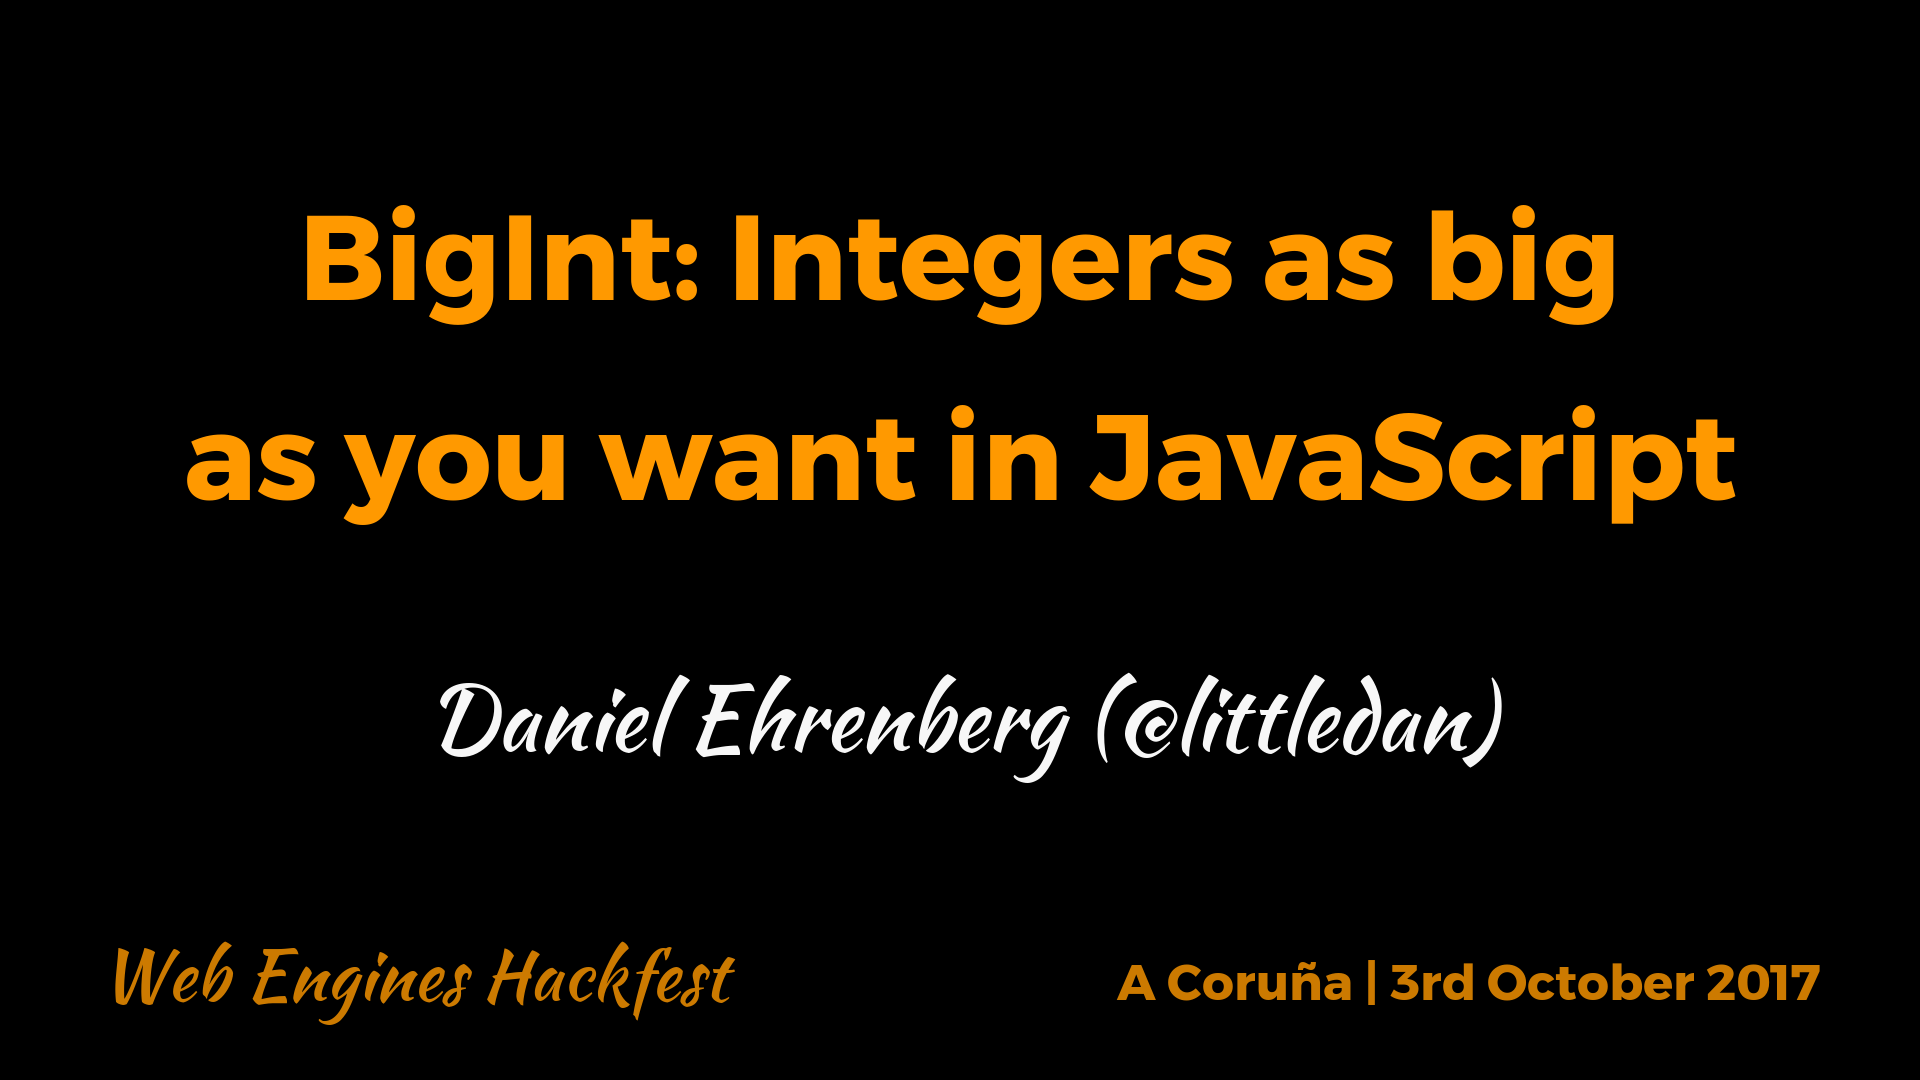 BigInt: Integers as big
as you want in JavaScript
Daniel Ehrenberg (@littledan)
Web Engines Hackfest
A Coruña | 3rd October 2017